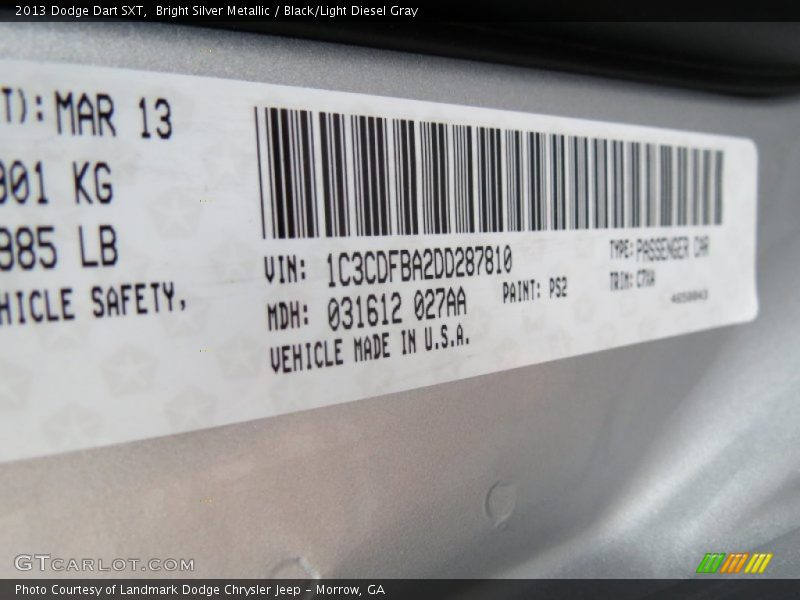 2013 Dodge Dart SXT,  Bright Silver Metallic / Black/Light Diesel Gray
T): MAR 13
901 KG
985 LB
HICLE SAFETY,
VIN: 1C3CDFBA2DD287810
TYPE: PASSENGER CAR
MDH: 031612 027AA
PAINT: PS2
TRIM:
VEHICLE MADE IN U.S.A.
GTCARLOT.COM
Photo Courtesy of Landmark Dodge Chrysler Jeep – Morrow, GA